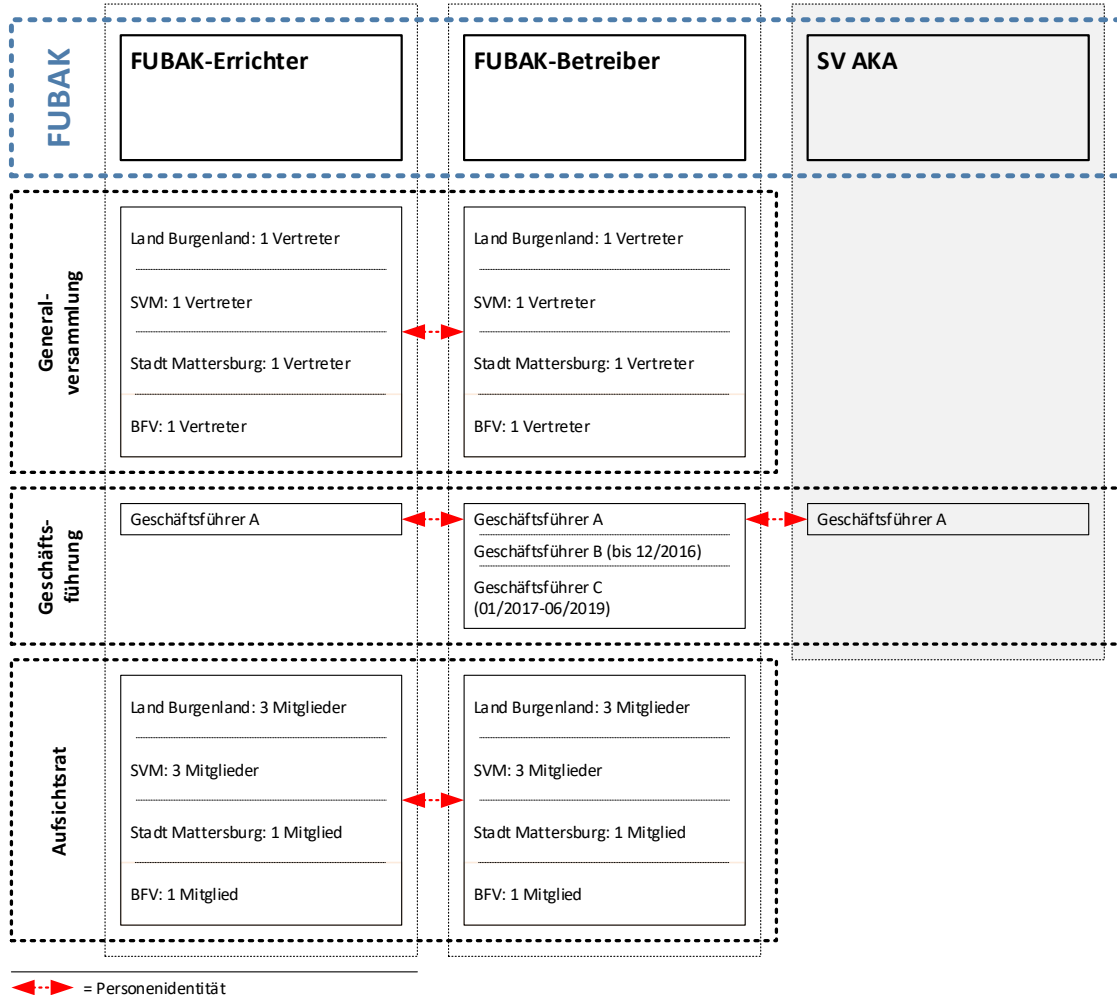 FUBAK
FUBAK-Errichter
FUBAK-Betreiber
SV AKA
General-
versammlung
Land Burgenland: 1 Vertreter
SVM: 1 Vertreter
Stadt Mattersburg: 1 Vertreter
BFV: 1 Vertreter
Land Burgenland: 1 Vertreter
SVM: 1 Vertreter
Stadt Mattersburg: 1 Vertreter
BFV: 1 Vertreter
Geschäfts-
führung
Geschäftsführer A
Geschäftsführer A
Geschäftsführer B (bis 12/2016)
Geschäftsführer C
(01/2017-06/2019)
Geschäftsführer A
Aufsichtsrat
Land Burgenland: 3 Mitglieder
SVM: 3 Mitglieder
Stadt Mattersburg: 1 Mitglied
BFV: 1 Mitglied
Land Burgenland: 3 Mitglieder
SVM: 3 Mitglieder
Stadt Mattersburg: 1 Mitglied
BFV: 1 Mitglied
= Personenidentität